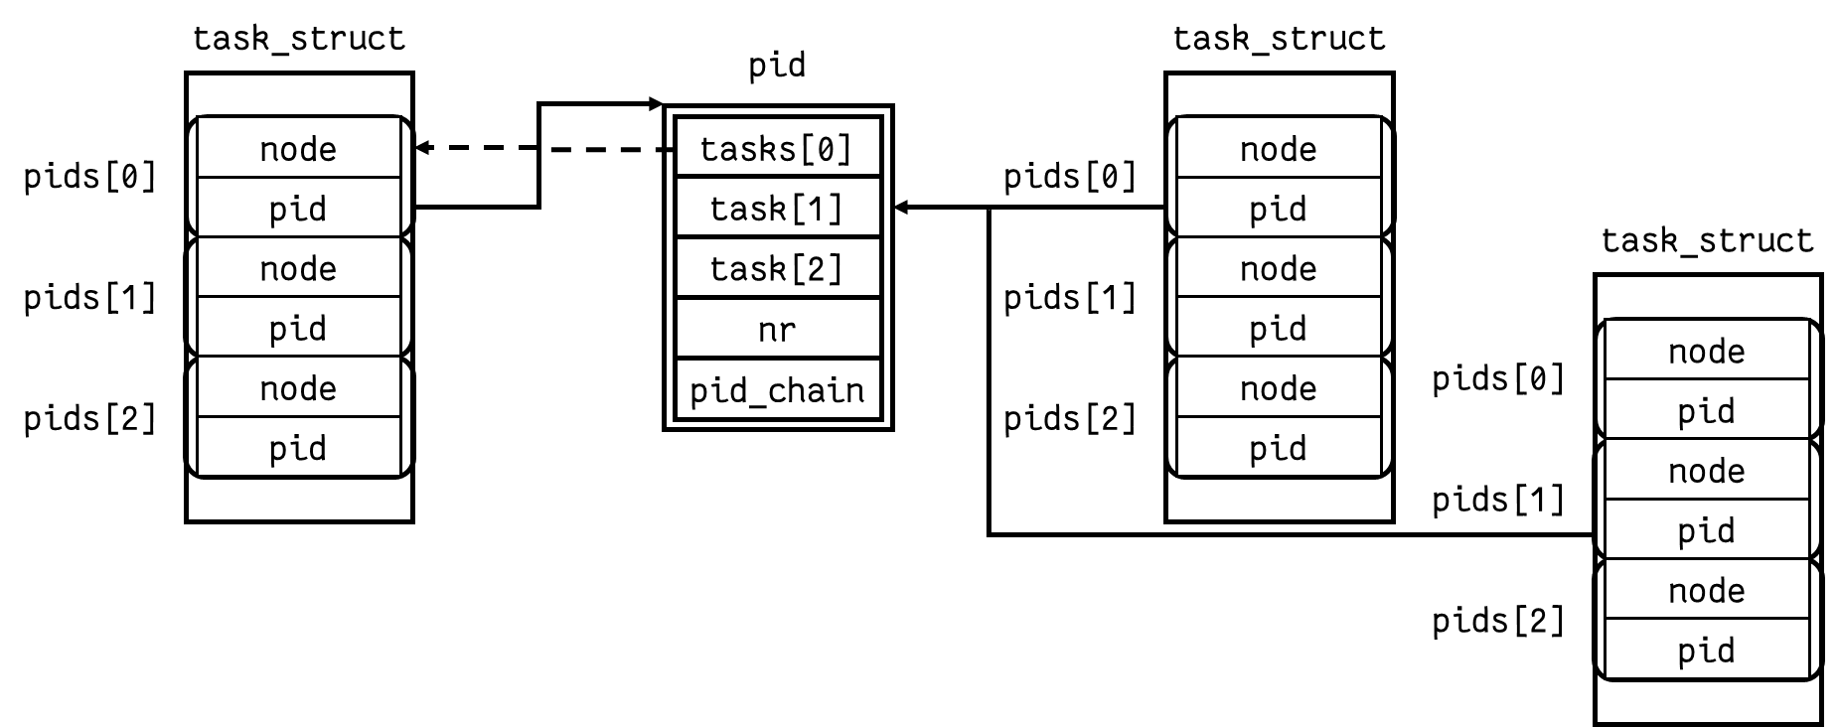 task_struct
pids[0]
node
pid
pids[1]
node
pid
pids[2]
node
pid
pid
tasks[0]
task[1]
task[2]
nr
pid_chain
task_struct
pids[0]
node
pid
pids[1]
node
pid
pids[2]
node
pid
task_struct
pids[0]
node
pid
pids[1]
node
pid
pids[2]
node
pid